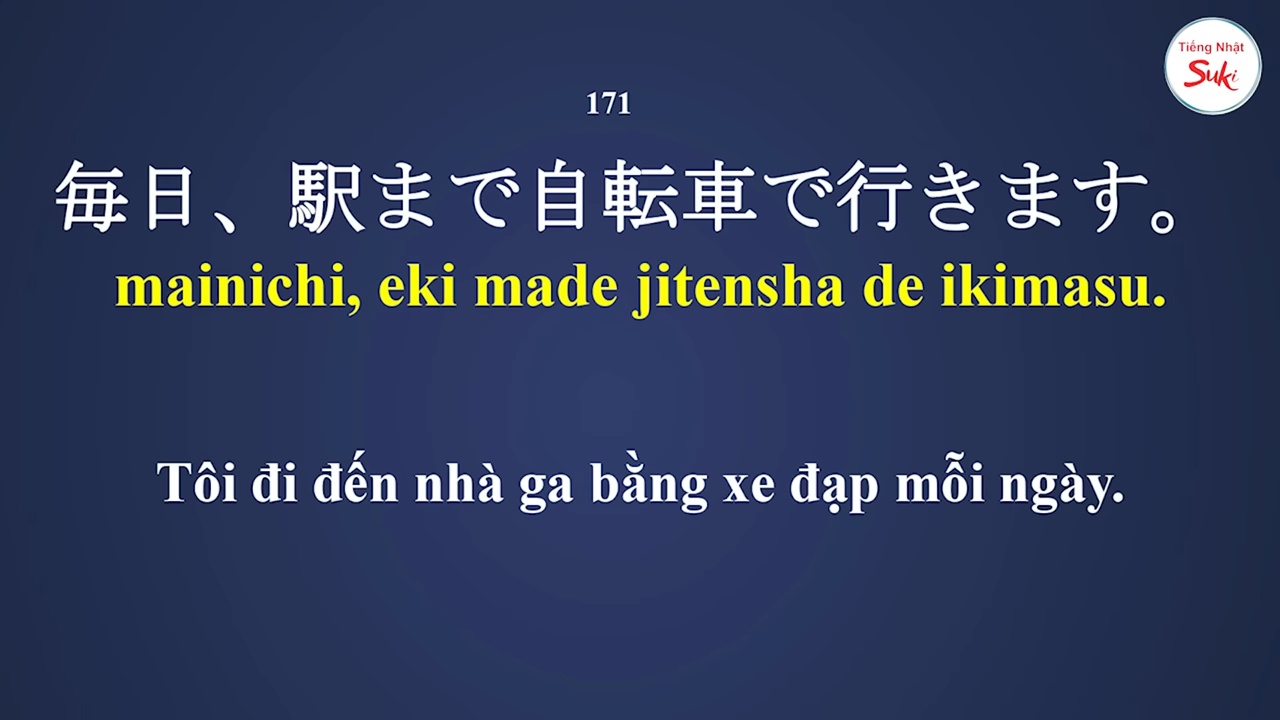 Tiếng Nhật
Suki
171
毎日、駅まで自転車で行きます。
mainichi, eki made jitensha de ikimasu.
Tôi đi đến nhà ga bằng xe đạp mỗi ngày.